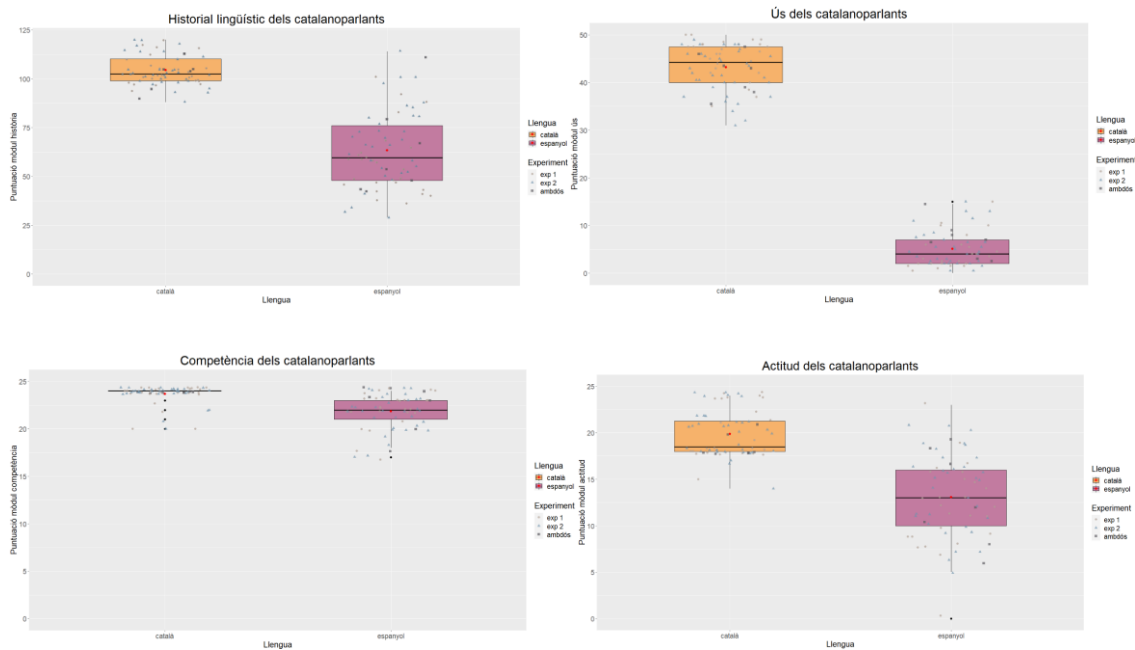 Historial lingüístic dels catalanoparlants
125
100
75
50
25
0
Puntuació mòdul història
català
espanyol
Llengua
Llengua
català
espanyol
Experiment
exp 1
exp 2
ambdós
Ús dels catalanoparlants
50
40
30
20
10
0
Puntuació mòdul ús
català
espanyol
Llengua
Llengua
català
espanyol
Experiment
exp 1
exp 2
ambdós
Competència dels catalanoparlants
25
20
15
10
5
0
Puntuació mòdul competència
català
espanyol
Llengua
Llengua
català
espanyol
Experiment
exp 1
exp 2
ambdós
Actitud dels catalanoparlants
25
20
15
10
5
0
Puntuació mòdul actitud
català
espanyol
Llengua
Llengua
català
espanyol
Experiment
exp 1
exp 2
ambdós